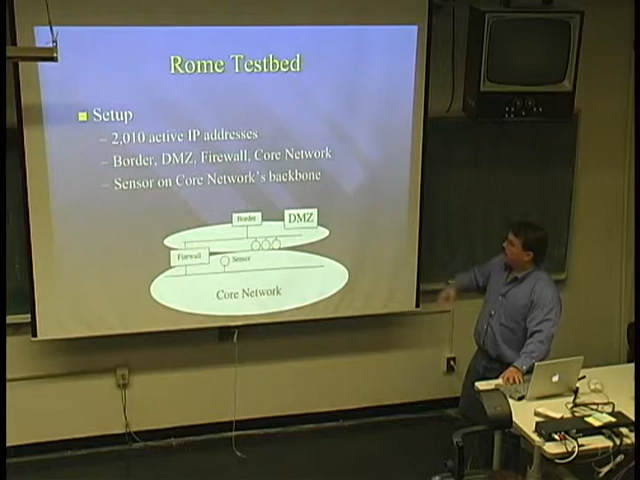 Rome Testbed
Setup
– 2,010 active IP addresses
– Border, DMZ, Firewall, Core Network
– Sensor on Core Network's backbone
Border
DMZ
Firewall
Sensor
Core Network